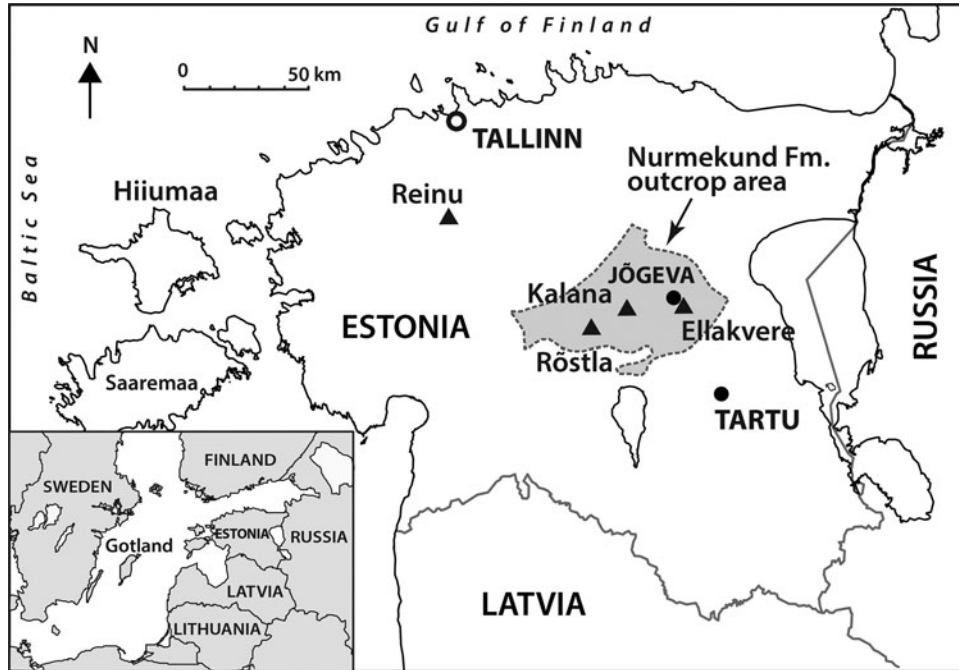 Gulf of Finland
N
0 50 km
TALLINN
Nurmekund Fm.
outcrop area
Baltic Sea
Hiiumaa
Reinu
JÕGEVA
Kalana
ESTONIA
Ellakvere
RUSSIA
Röstla
Saaremaa
TARTU
FINLAND
SWEDEN
ESTONIA
Gotland
RUSSIA
LATVIA
LITHUANIA
LATVIA